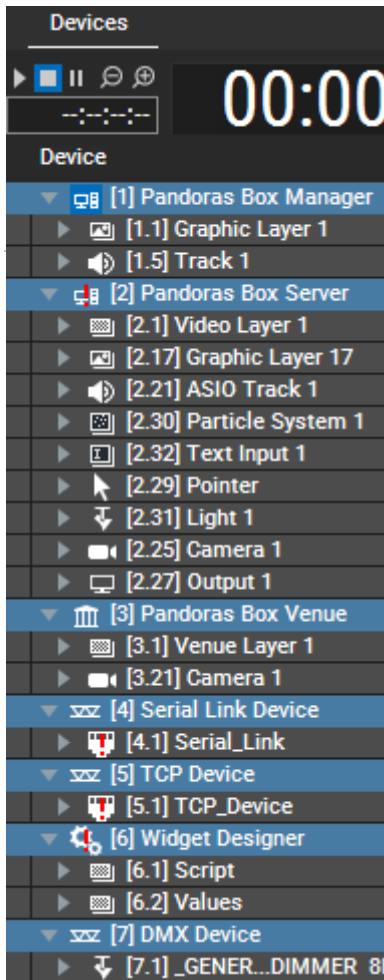 Devices
--:--:--:--
00:00
Device
[1] Pandoras Box Manager
[1.1] Graphic Layer 1
[1.5] Track 1
[2] Pandoras Box Server
[2.1] Video Layer 1
[2.17] Graphic Layer 17
[2.21] ASIO Track 1
[2.30] Particle System 1
[2.32] Text Input 1
[2.29] Pointer
[2.31] Light 1
[2.25] Camera 1
[2.27] Output 1
[3] Pandoras Box Venue
[3.1] Venue Layer 1
[3.21] Camera 1
[4] Serial Link Device
[4.1] Serial_Link
[5] TCP Device
[5.1] TCP_Device
[6] Widget Designer
[6.1] Script
[6.2] Values
[7] DMX Device
[7.1] _GENER...DIMMER